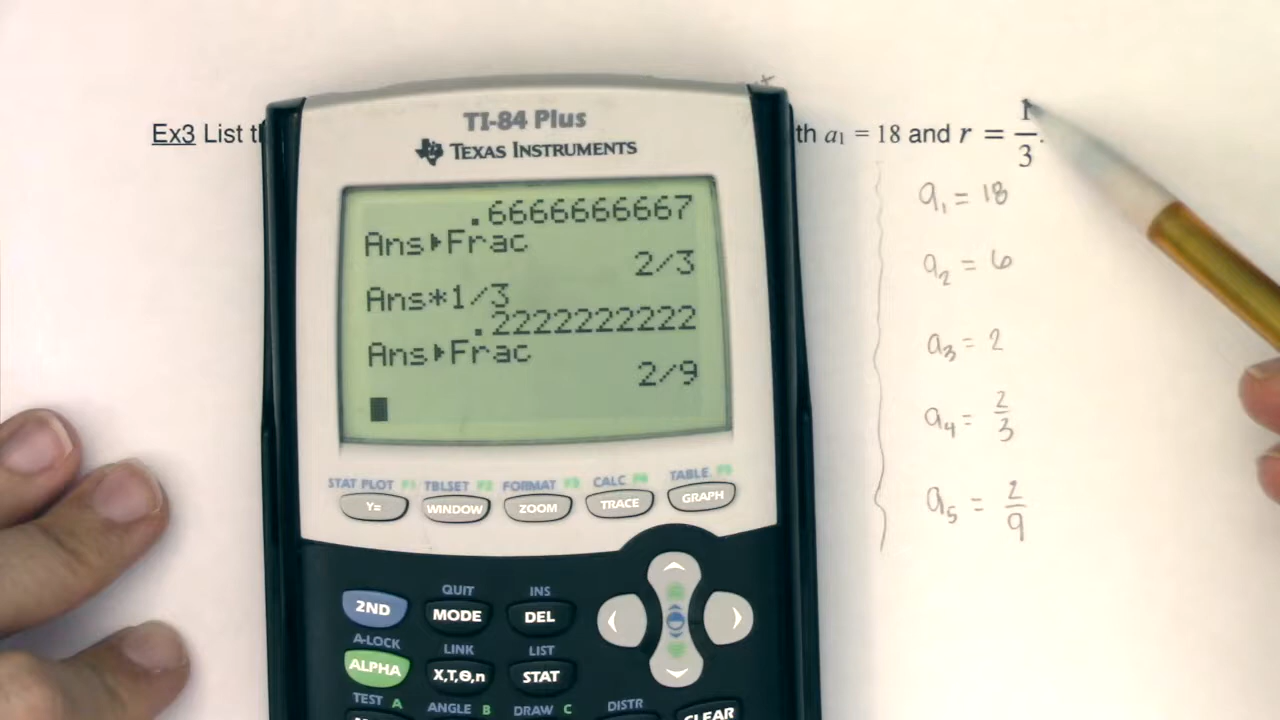 TI-84 Plus
TEXAS INSTRUMENTS
Ex3 List th a₁ = 18 and r = 1/3.
.6666666667
Ans▸Frac
2/3
Ans*1/3
.2222222222
Ans▸Frac
2/9
a₁ = 18
a₂ = 6
a₃ = 2
a₄ = 2/3
a₅ = 2/9
STAT PLOT F1 TBLSET F2 FORMAT F3 CALC F4 TABLE F5
Y= WINDOW ZOOM TRACE GRAPH
QUIT INS
2ND MODE DEL
A-LOCK LINK LIST
ALPHA X,T,Θ,n STAT
TEST A ANGLE B DRAW C DISTR
CLEAR